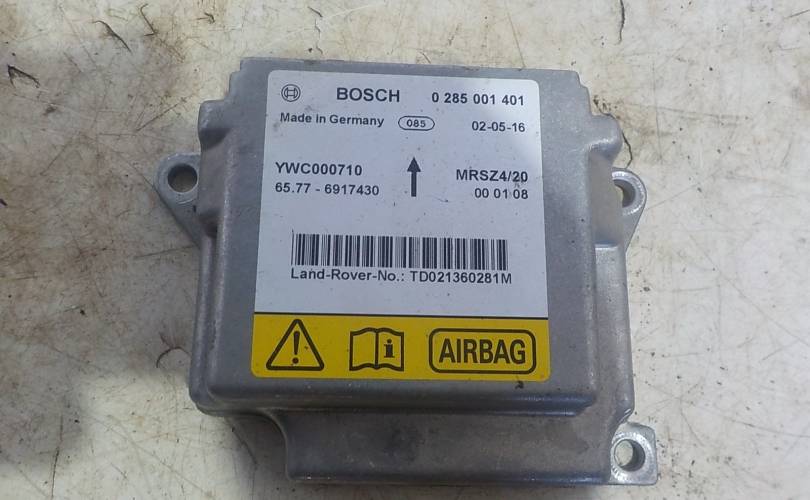 BOSCH 0 285 001 401
Made in Germany 085 02-05-16
YWC000710 MRSZ4/20
65.77 - 6917430 00 01 08
Land-Rover-No.: TD021360281M
AIRBAG